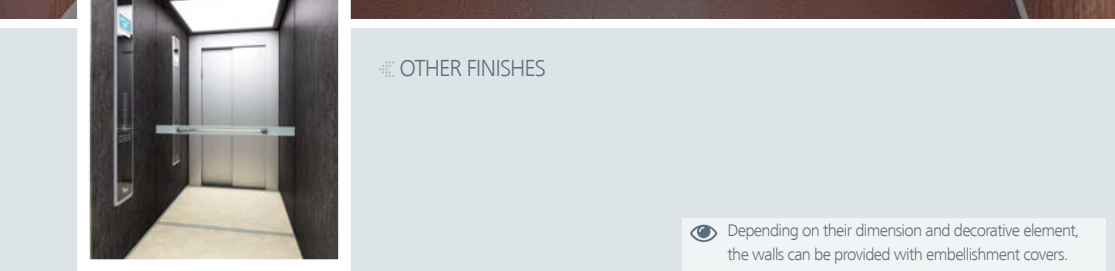 OTHER FINISHES
Depending on their dimension and decorative element,
the walls can be provided with embellishment covers.